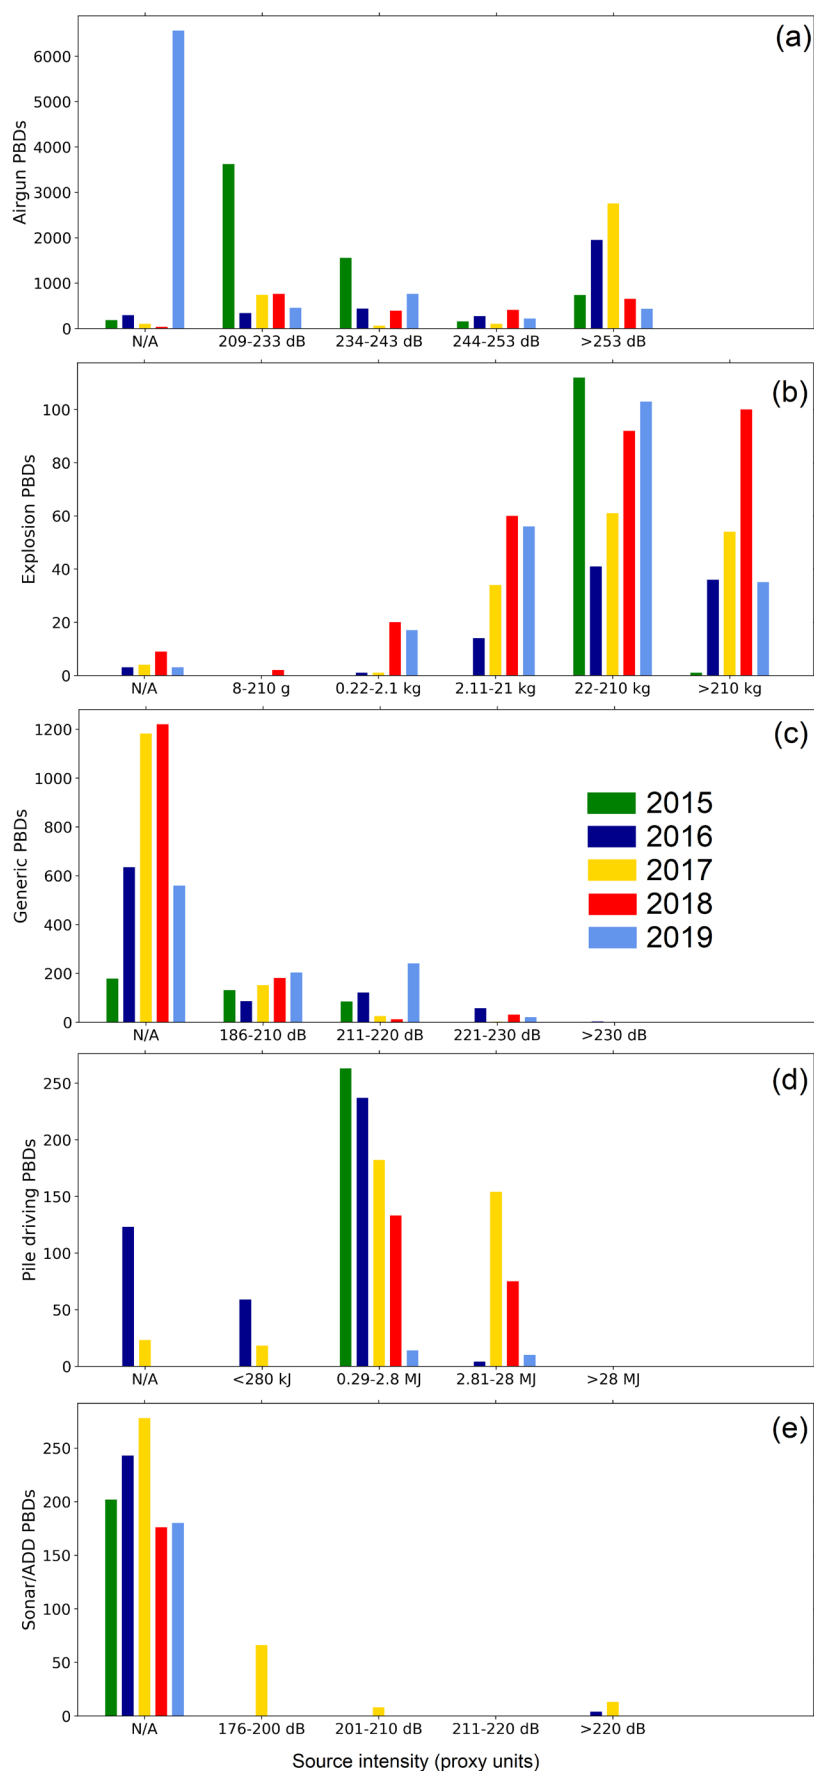 (a)
Airgun PBDs
6000
5000
4000
3000
2000
1000
0
N/A 209-233 dB 234-243 dB 244-253 dB >253 dB
(b)
Explosion PBDs
100
80
60
40
20
0
N/A 8-210 g 0.22-2.1 kg 2.11-21 kg 22-210 kg >210 kg
(c)
Generic PBDs
1200
1000
800
600
400
200
0
2015
2016
2017
2018
2019
N/A 186-210 dB 211-220 dB 221-230 dB >230 dB
(d)
Pile driving PBDs
250
200
150
100
50
0
N/A <280 kJ 0.29-2.8 MJ 2.81-28 MJ >28 MJ
(e)
Sonar/ADD PBDs
250
200
150
100
50
0
N/A 176-200 dB 201-210 dB 211-220 dB >220 dB
Source intensity (proxy units)